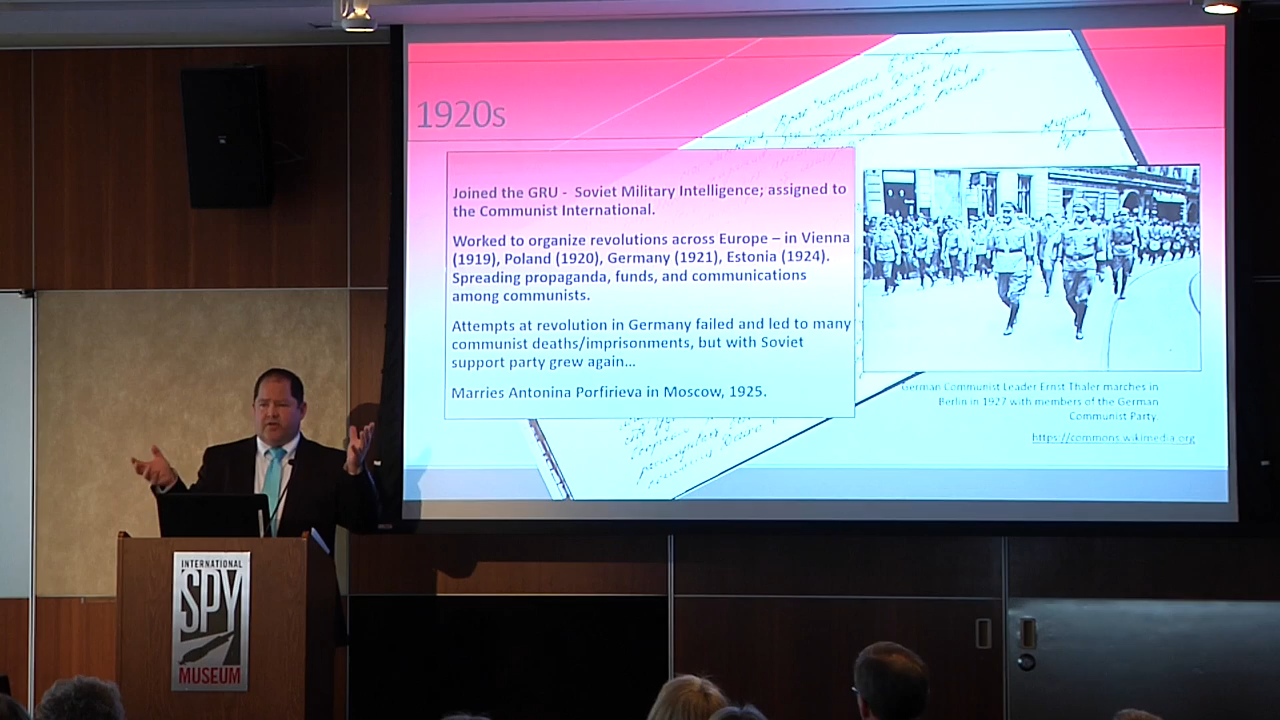 1920s
Joined the GRU -  Soviet Military Intelligence; assigned to
the Communist International.
Worked to organize revolutions across Europe – in Vienna
(1919), Poland (1920), Germany (1921), Estonia (1924).
Spreading propaganda, funds, and communications
among communists.
Attempts at revolution in Germany failed and led to many
communist deaths/imprisonments, but with Soviet
support party grew again...
Marries Antonina Porfirieva in Moscow, 1925.
German Communist Leader Ernst Thaler marches in
Berlin in 1927 with members of the German
Communist Party.
https://commons.wikimedia.org
INTERNATIONAL
SPY
MUSEUM